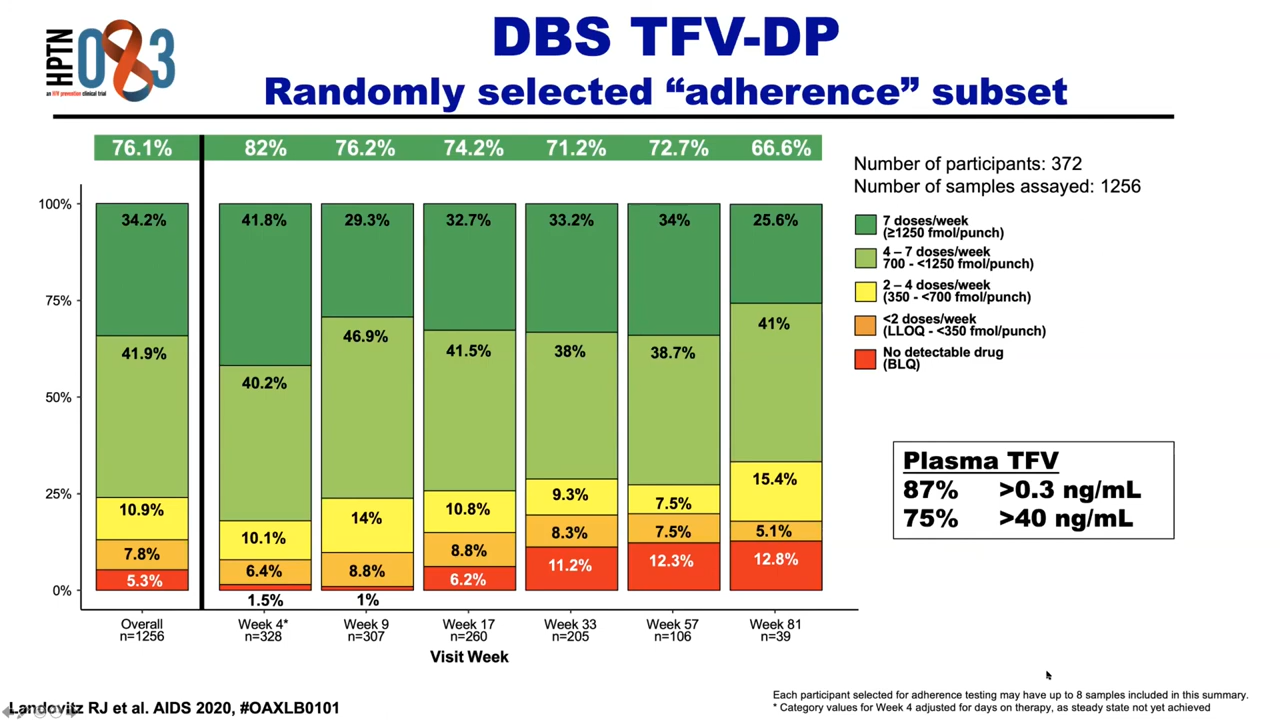 HPTN 083
an HIV prevention clinical trial
DBS TFV-DP
Randomly selected “adherence” subset
76.1% 82% 76.2% 74.2% 71.2% 72.7% 66.6%
Number of participants: 372
Number of samples assayed: 1256
100%
75%
50%
25%
0%
34.2% 41.8% 29.3% 32.7% 33.2% 34% 25.6%
41.9% 40.2% 46.9% 41.5% 38% 38.7% 41%
10.9% 10.1% 14% 10.8% 9.3% 7.5% 15.4%
7.8% 6.4% 8.8% 8.8% 8.3% 7.5% 5.1%
5.3% 1.5% 1% 6.2% 11.2% 12.3% 12.8%
7 doses/week
(≥1250 fmol/punch)
4 – 7 doses/week
700 - <1250 fmol/punch)
2 – 4 doses/week
(350 - <700 fmol/punch)
<2 doses/week
(LLOQ - <350 fmol/punch)
No detectable drug
(BLQ)
Plasma TFV
87% >0.3 ng/mL
75% >40 ng/mL
Overall Week 4* Week 9 Week 17 Week 33 Week 57 Week 81
n=1256 n=328 n=307 n=260 n=205 n=106 n=39
Visit Week
Landovitz RJ et al. AIDS 2020, #OAXLB0101
Each participant selected for adherence testing may have up to 8 samples included in this summary.
* Category values for Week 4 adjusted for days on therapy, as steady state not yet achieved